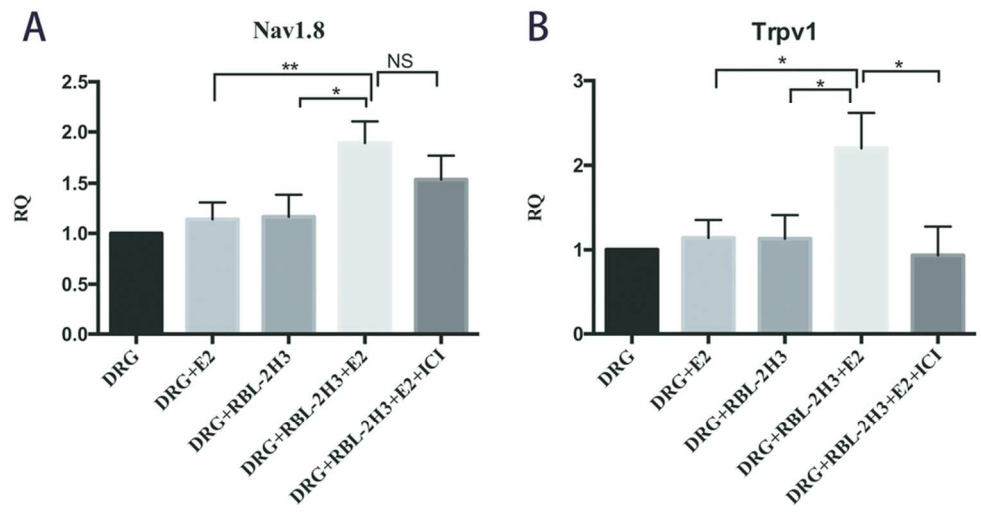 A
Nav1.8
**
*
NS
2.5
2.0
1.5
1.0
0.5
0.0
RQ
DRG
DRG+E2
DRG+RBL-2H3
DRG+RBL-2H3+E2
DRG+RBL-2H3+E2+ICI
B
Trpv1
*
*
*
3
2
1
0
RQ
DRG
DRG+E2
DRG+RBL-2H3
DRG+RBL-2H3+E2
DRG+RBL-2H3+E2+ICI